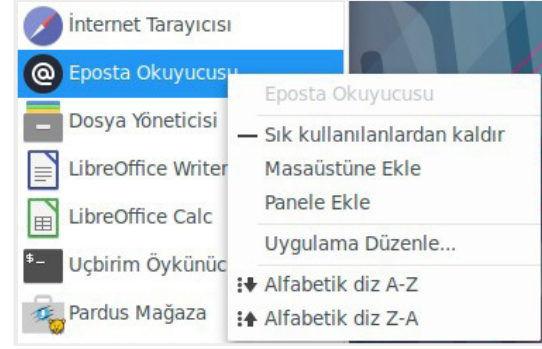 İnternet Tarayıcısı
Eposta Okuyucusu
Dosya Yöneticisi
LibreOffice Writer
LibreOffice Calc
Uçbirim Öykünüc
Pardus Mağaza
Eposta Okuyucusu
Sık kullanılanlardan kaldır
Masaüstüne Ekle
Panele Ekle
Uygulama Düzenle...
Alfabetik diz A-Z
Alfabetik diz Z-A